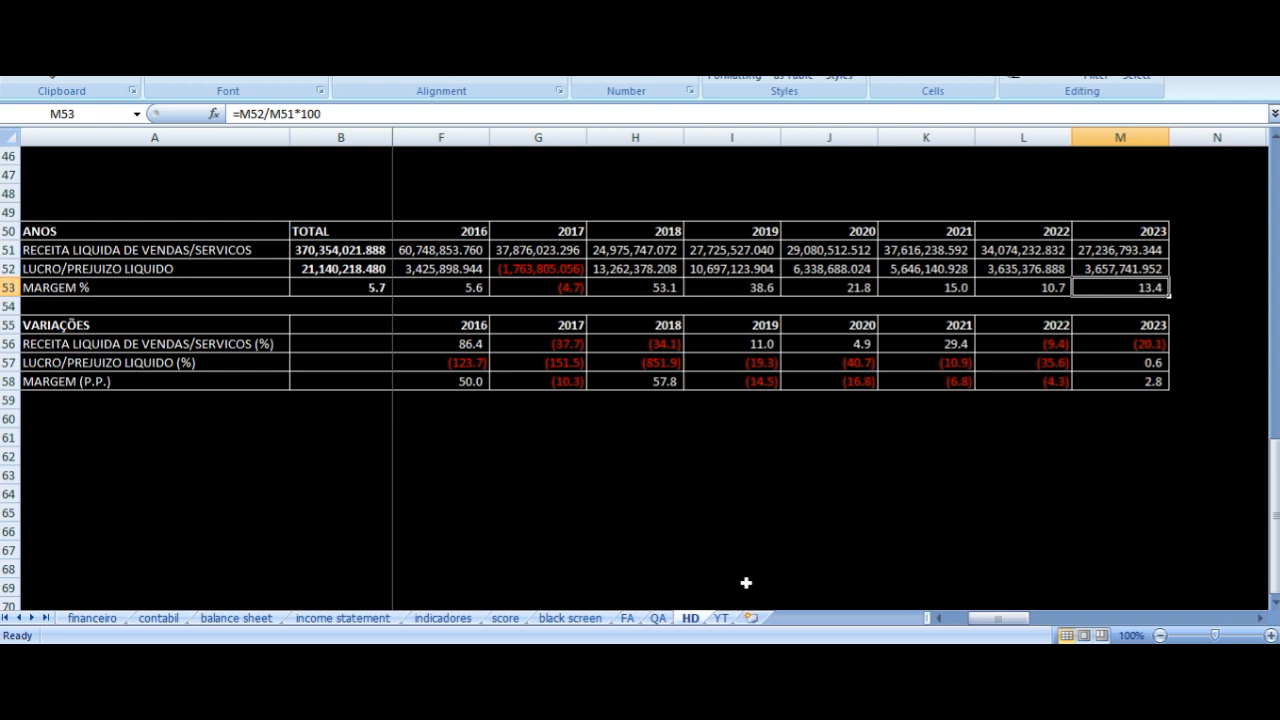 Formatting as Table Styles Filter Select
Clipboard Font Alignment Number Styles Cells Editing
M53 fx =M52/M51*100
A B F G H I J K L M N
46
47
48
49
50 ANOS TOTAL 2016 2017 2018 2019 2020 2021 2022 2023
51 RECEITA LIQUIDA DE VENDAS/SERVICOS 370,354,021.888 60,748,853.760 37,876,023.296 24,975,747.072 27,725,527.040 29,080,512.512 37,616,238.592 34,074,232.832 27,236,793.344
52 LUCRO/PREJUIZO LIQUIDO 21,140,218.480 3,425,898.944 (1,763,805.056) 13,262,378.208 10,697,123.904 6,338,688.024 5,646,140.928 3,635,376.888 3,657,741.952
53 MARGEM % 5.7 5.6 (4.7) 53.1 38.6 21.8 15.0 10.7 13.4
54
55 VARIAÇÕES 2016 2017 2018 2019 2020 2021 2022 2023
56 RECEITA LIQUIDA DE VENDAS/SERVICOS (%) 86.4 (37.7) (34.1) 11.0 4.9 29.4 (9.4) (20.1)
57 LUCRO/PREJUIZO LIQUIDO (%) (123.7) (151.5) (851.9) (19.3) (40.7) (10.9) (35.6) 0.6
58 MARGEM (P.P.) 50.0 (10.3) 57.8 (14.5) (16.8) (6.8) (4.3) 2.8
59
60
61
62
63
64
65
66
67
68
69
70
financeiro contabil balance sheet income statement indicadores score black screen FA QA HD YT
Ready 100%